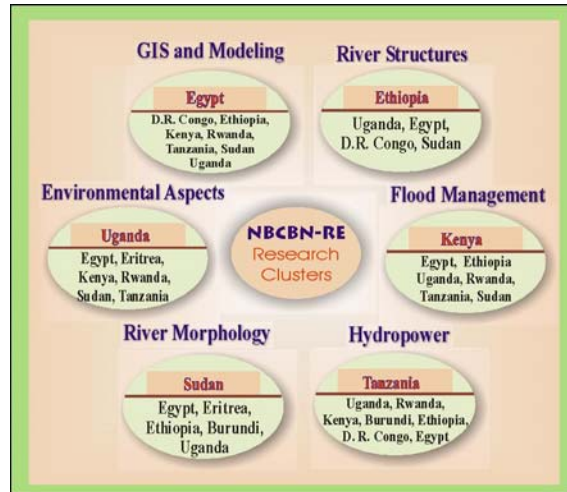 GIS and Modeling
Egypt
D.R. Congo, Ethiopia,
Kenya, Rwanda,
Tanzania, Sudan
Uganda
River Structures
Ethiopia
Uganda, Egypt,
D.R. Congo, Sudan
Environmental Aspects
Uganda
Egypt, Eritrea,
Kenya, Rwanda,
Sudan, Tanzania
NBCBN-RE
Research
Clusters
Flood Management
Kenya
Egypt, Ethiopia
Uganda, Rwanda,
Tanzania, Sudan
River Morphology
Sudan
Egypt, Eritrea,
Ethiopia, Burundi,
Uganda
Hydropower
Tanzania
Uganda, Rwanda,
Kenya, Burundi, Ethiopia,
D. R. Congo, Egypt